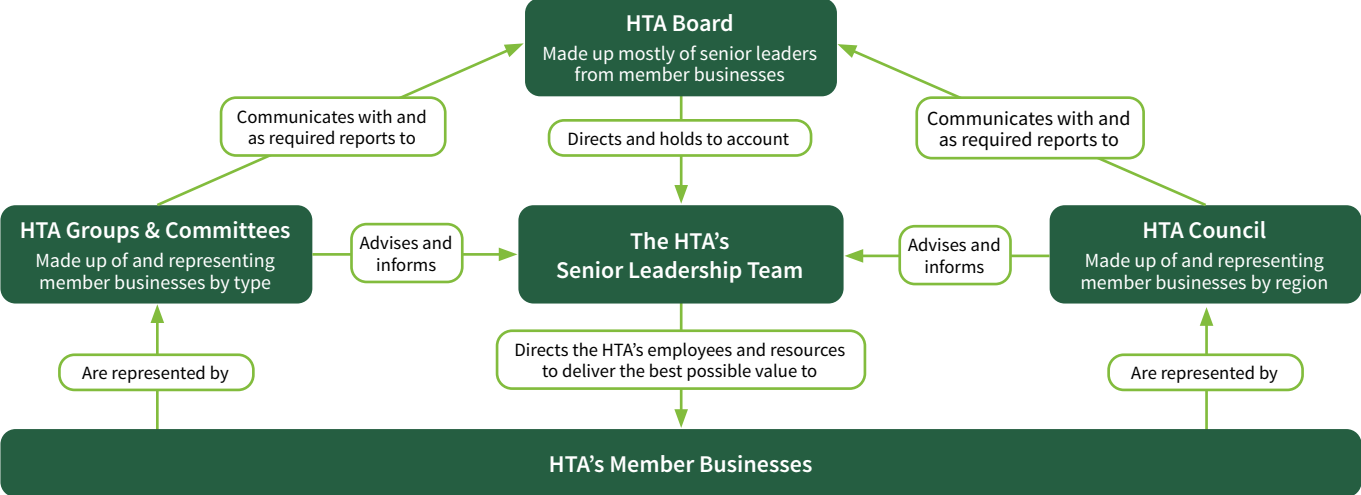 HTA Board
Made up mostly of senior leaders
from member businesses
Communicates with and
as required reports to
Directs and holds to account
Communicates with and
as required reports to
HTA Groups & Committees
Made up of and representing
member businesses by type
Advises and
informs
The HTA’s
Senior Leadership Team
Advises and
informs
HTA Council
Made up of and representing
member businesses by region
Are represented by
Directs the HTA’s employees and resources
to deliver the best possible value to
Are represented by
HTA’s Member Businesses